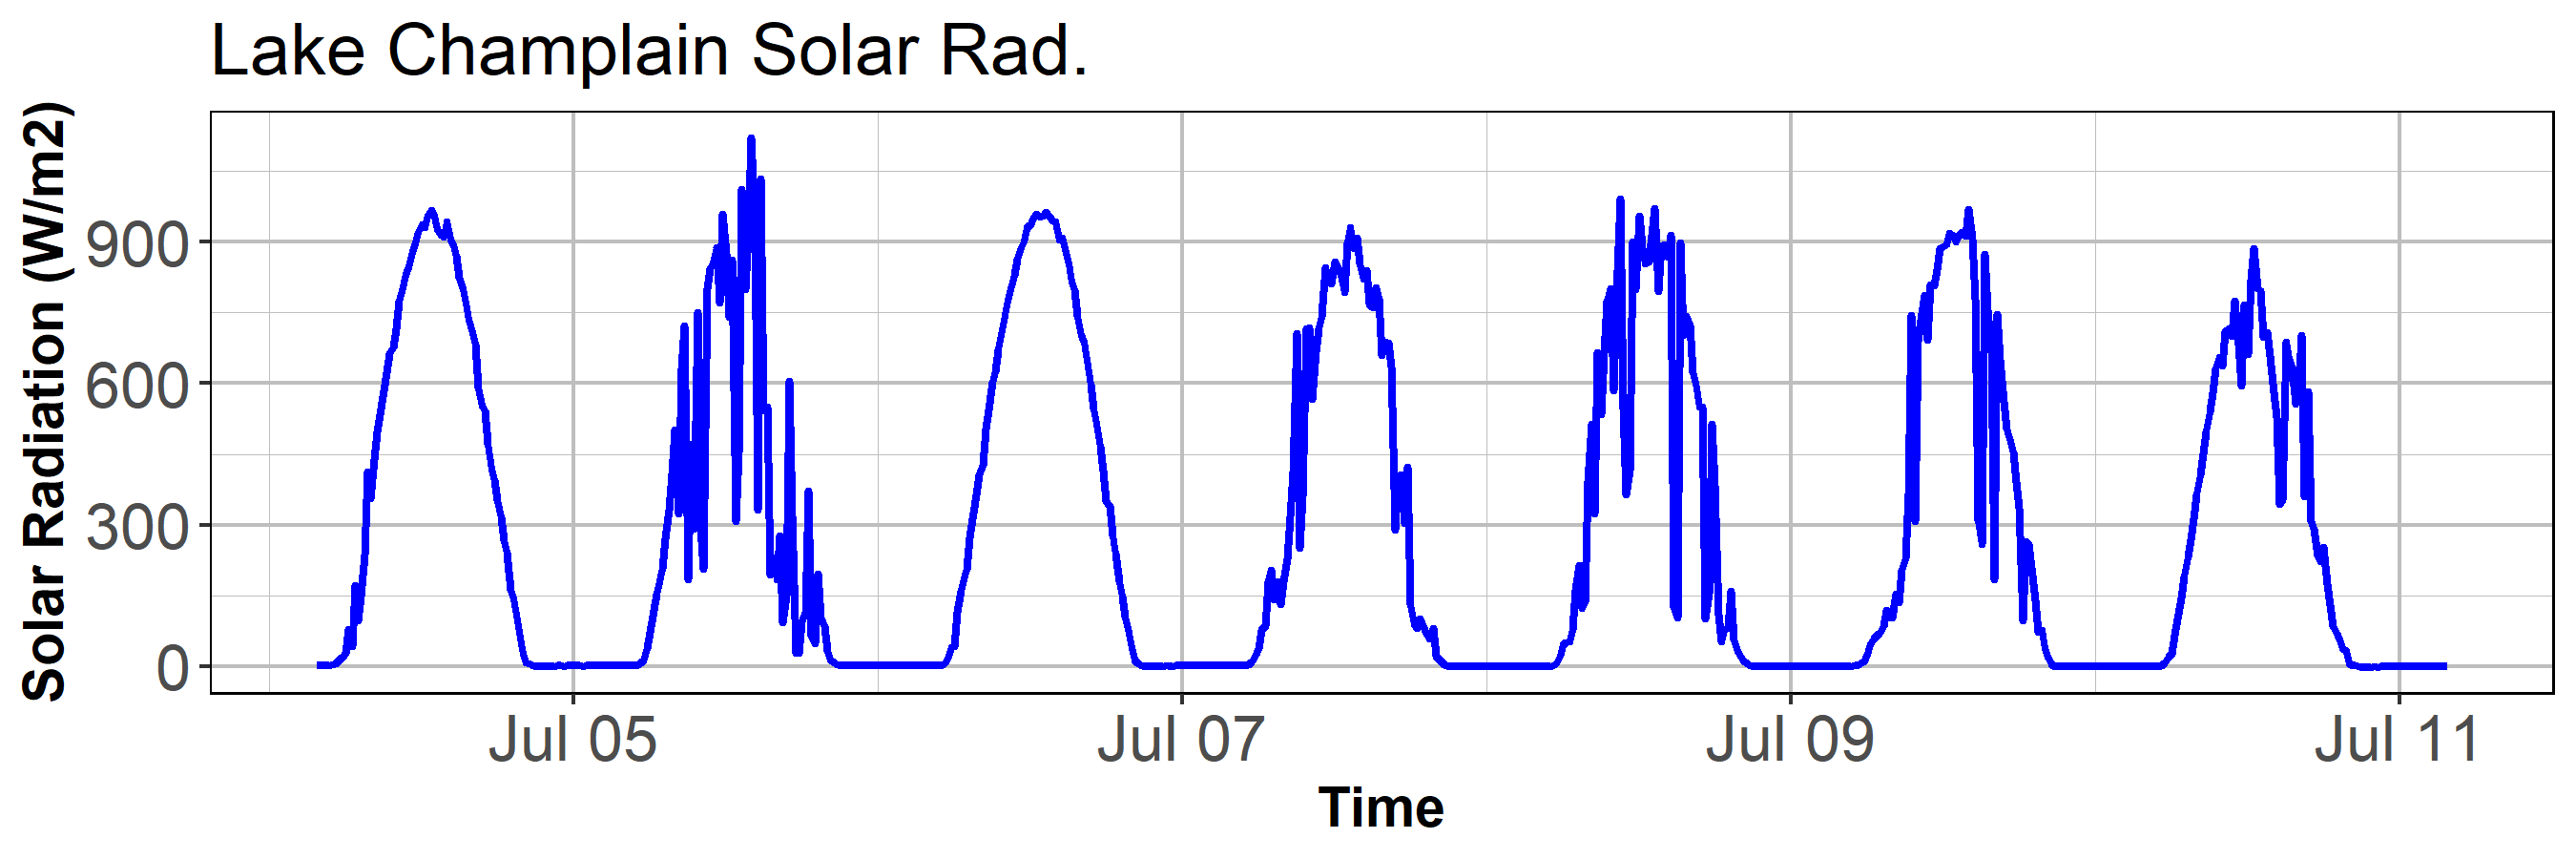 Lake Champlain Solar Rad.
Solar Radiation (W/m2)
900
600
300
0
Jul 05 Jul 07 Jul 09 Jul 11
Time